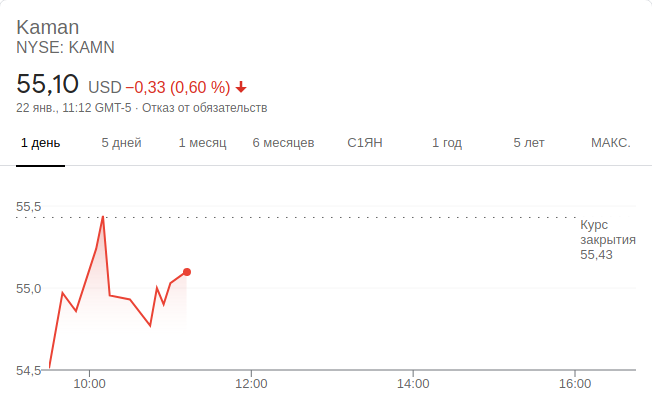 Kaman
NYSE: KAMN
55,10 USD −0,33 (0,60 %)
22 янв., 11:12 GMT-5 · Отказ от обязательств
1 день 5 дней 1 месяц 6 месяцев С1ЯН 1 год 5 лет МАКС.
55,5
Курс
закрытия
55,43
55,0
54,5
10:00 12:00 14:00 16:00